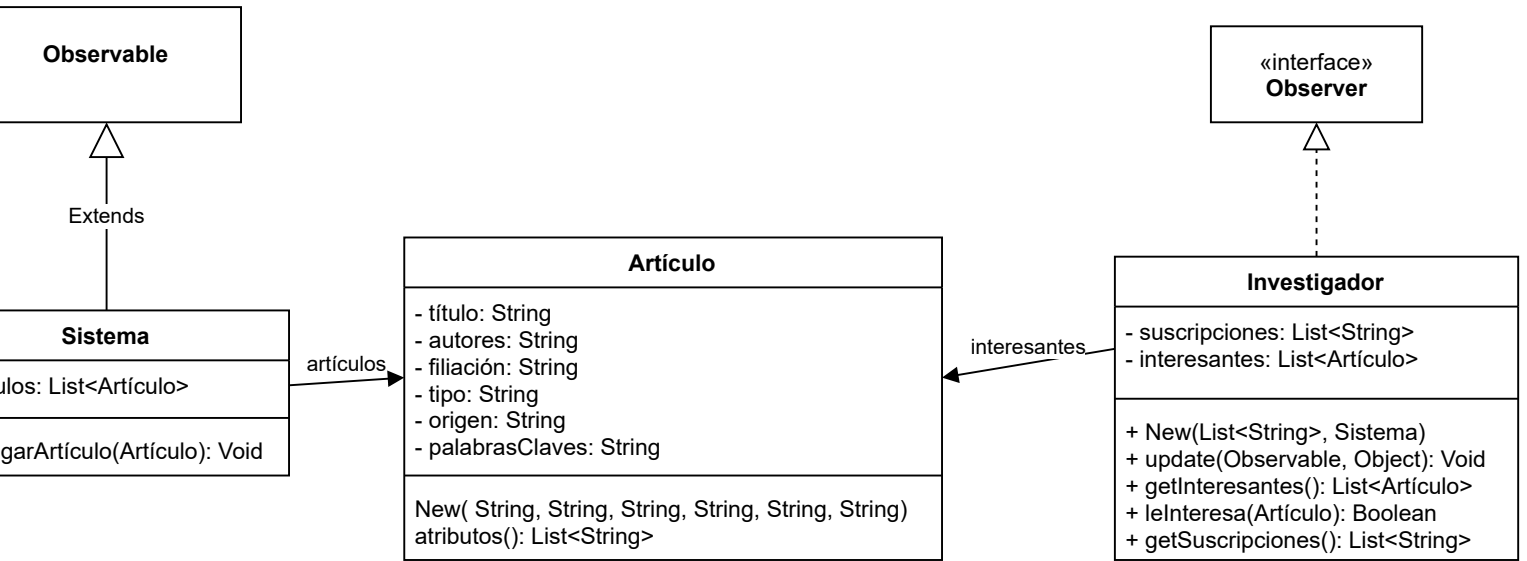 Observable
«interface»
Observer
Extends
Sistema
ulos: List<Artículo>
garArtículo(Artículo): Void
artículos
Artículo
- título: String
- autores: String
- filiación: String
- tipo: String
- origen: String
- palabrasClaves: String
New( String, String, String, String, String, String)
atributos(): List<String>
interesantes
Investigador
- suscripciones: List<String>
- interesantes: List<Artículo>
+ New(List<String>, Sistema)
+ update(Observable, Object): Void
+ getInteresantes(): List<Artículo>
+ leInteresa(Artículo): Boolean
+ getSuscripciones(): List<String>